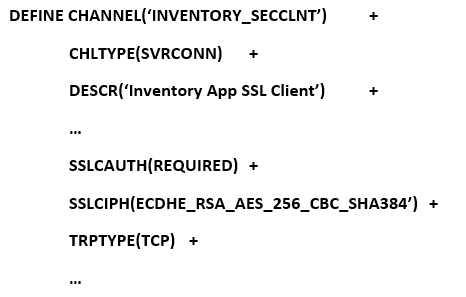 DEFINE CHANNEL(‘INVENTORY_SECCLNT’) +
CHLTYPE(SVRCONN) +
DESCR(‘Inventory App SSL Client’) +
…
SSLCAUTH(REQUIRED) +
SSLCIPH(ECDHE_RSA_AES_256_CBC_SHA384’) +
TRPTYPE(TCP) +
…